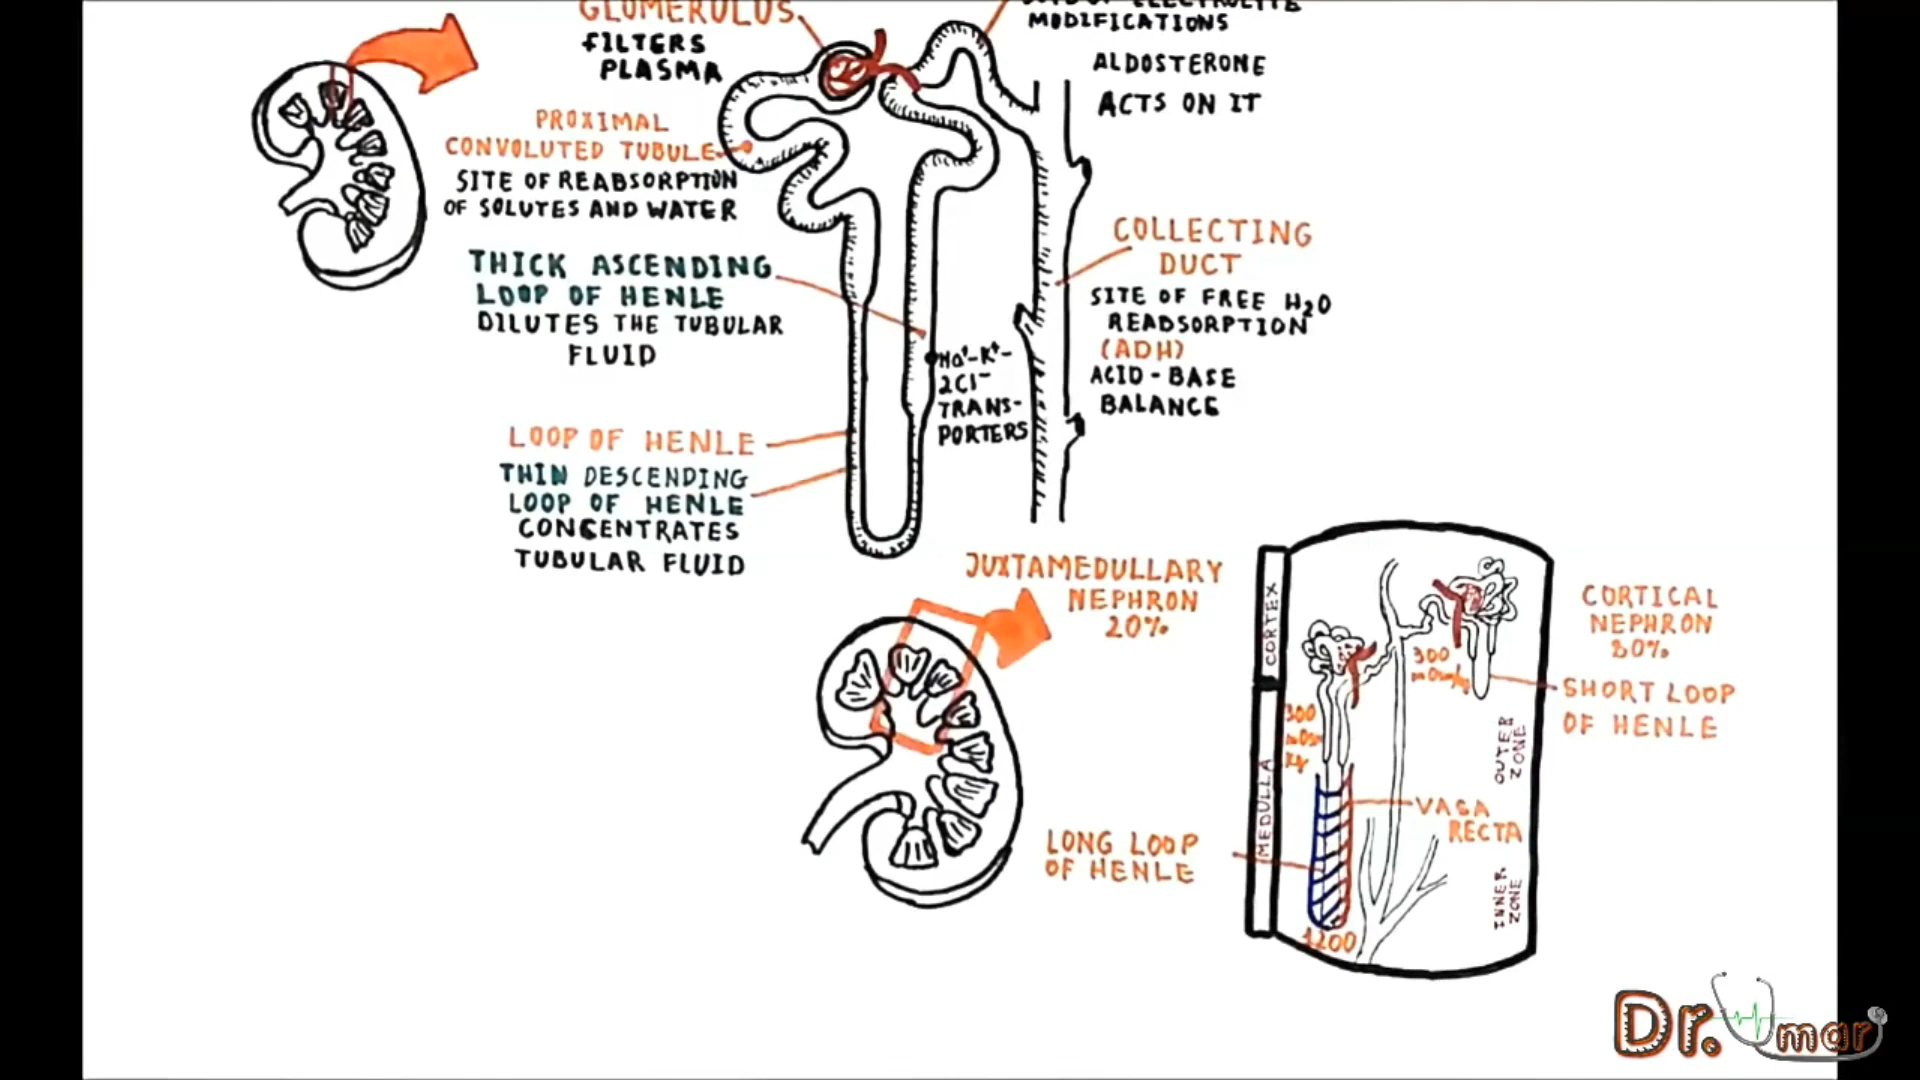 GLOMERULUS
FILTERS
PLASMA
MODIFICATIONS
ALDOSTERONE
ACTS ON IT
PROXIMAL
CONVOLUTED TUBULE
SITE OF REABSORPTION
OF SOLUTES AND WATER
THICK ASCENDING
LOOP OF HENLE
DILUTES THE TUBULAR
FLUID
Na+-K+-
2Cl-
TRANS-
PORTERS
COLLECTING
DUCT
SITE OF FREE H2O
REABSORPTION
(ADH)
ACID-BASE
BALANCE
LOOP OF HENLE
THIN DESCENDING
LOOP OF HENLE
CONCENTRATES
TUBULAR FLUID
JUXTAMEDULLARY
NEPHRON
20%
CORTEX
MEDULLA
300
mOsm/kg
300
1200
CORTICAL
NEPHRON
80%
SHORT LOOP
OF HENLE
OUTER
ZONE
VASA
RECTA
LONG LOOP
OF HENLE
INNER
ZONE
Dr. Umar